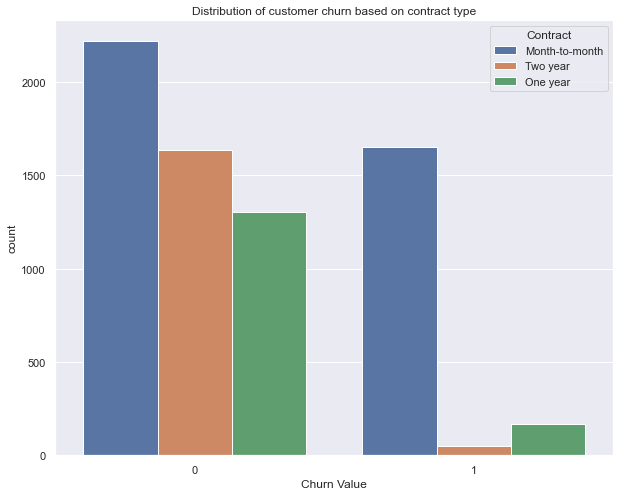 Distribution of customer churn based on contract type
Contract
Month-to-month
Two year
One year
2000
1500
1000
500
0
count
0 1
Churn Value